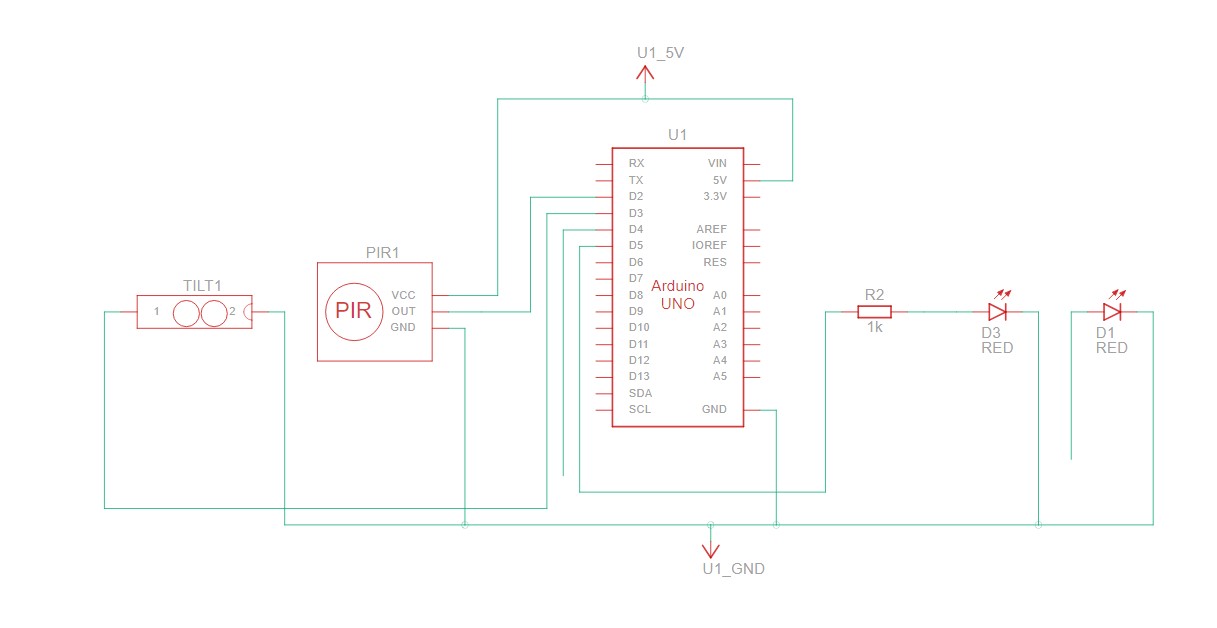 U1_5V
U1
RX
VIN
TX
5V
D2
3.3V
D3
D4
AREF
D5
IOREF
D6
RES
D7
D8
A0
D9
A1
D10
A2
D11
A3
D12
A4
D13
A5
SDA
SCL
GND
Arduino
UNO
PIR1
PIR
VCC
OUT
GND
TILT1
1
2
R2
1k
D3
RED
D1
RED
U1_GND